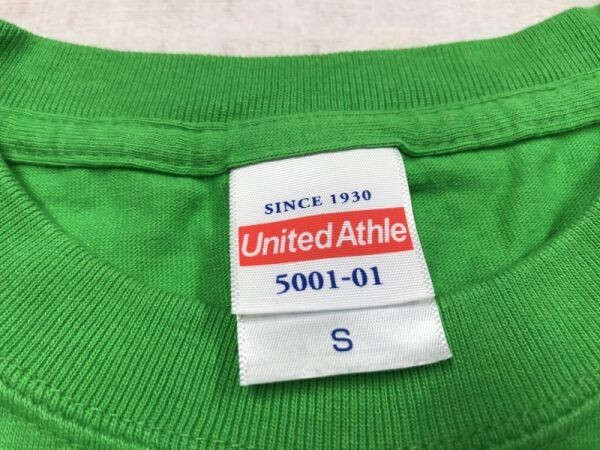 SINCE 1930
United Athle
5001-01
S